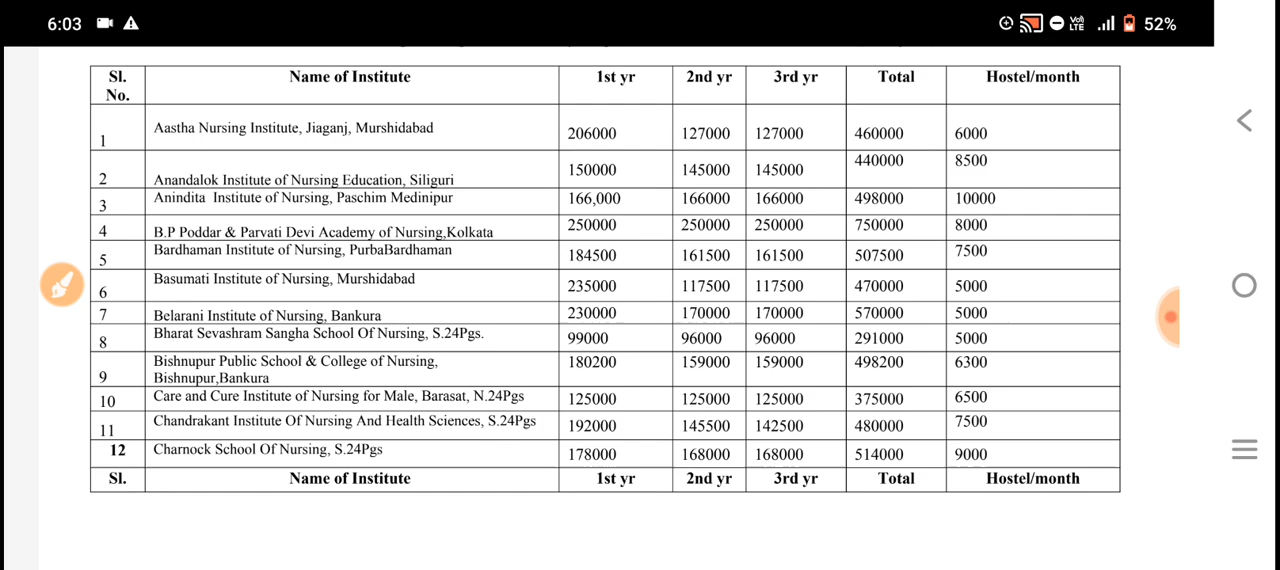 6:03 Vo) LTE 52%
Sl. No. Name of Institute 1st yr 2nd yr 3rd yr Total Hostel/month
1 Aastha Nursing Institute, Jiaganj, Murshidabad 206000 127000 127000 460000 6000
2 Anandalok Institute of Nursing Education, Siliguri 150000 145000 145000 440000 8500
3 Anindita Institute of Nursing, Paschim Medinipur 166,000 166000 166000 498000 10000
4 B.P Poddar & Parvati Devi Academy of Nursing,Kolkata 250000 250000 250000 750000 8000
5 Bardhaman Institute of Nursing, PurbaBardhaman 184500 161500 161500 507500 7500
6 Basumati Institute of Nursing, Murshidabad 235000 117500 117500 470000 5000
7 Belarani Institute of Nursing, Bankura 230000 170000 170000 570000 5000
8 Bharat Sevashram Sangha School Of Nursing, S.24Pgs. 99000 96000 96000 291000 5000
9 Bishnupur Public School & College of Nursing, 180200 159000 159000 498200 6300
Bishnupur,Bankura
10 Care and Cure Institute of Nursing for Male, Barasat, N.24Pgs 125000 125000 125000 375000 6500
11 Chandrakant Institute Of Nursing And Health Sciences, S.24Pgs 192000 145500 142500 480000 7500
12 Charnock School Of Nursing, S.24Pgs 178000 168000 168000 514000 9000
Sl. Name of Institute 1st yr 2nd yr 3rd yr Total Hostel/month